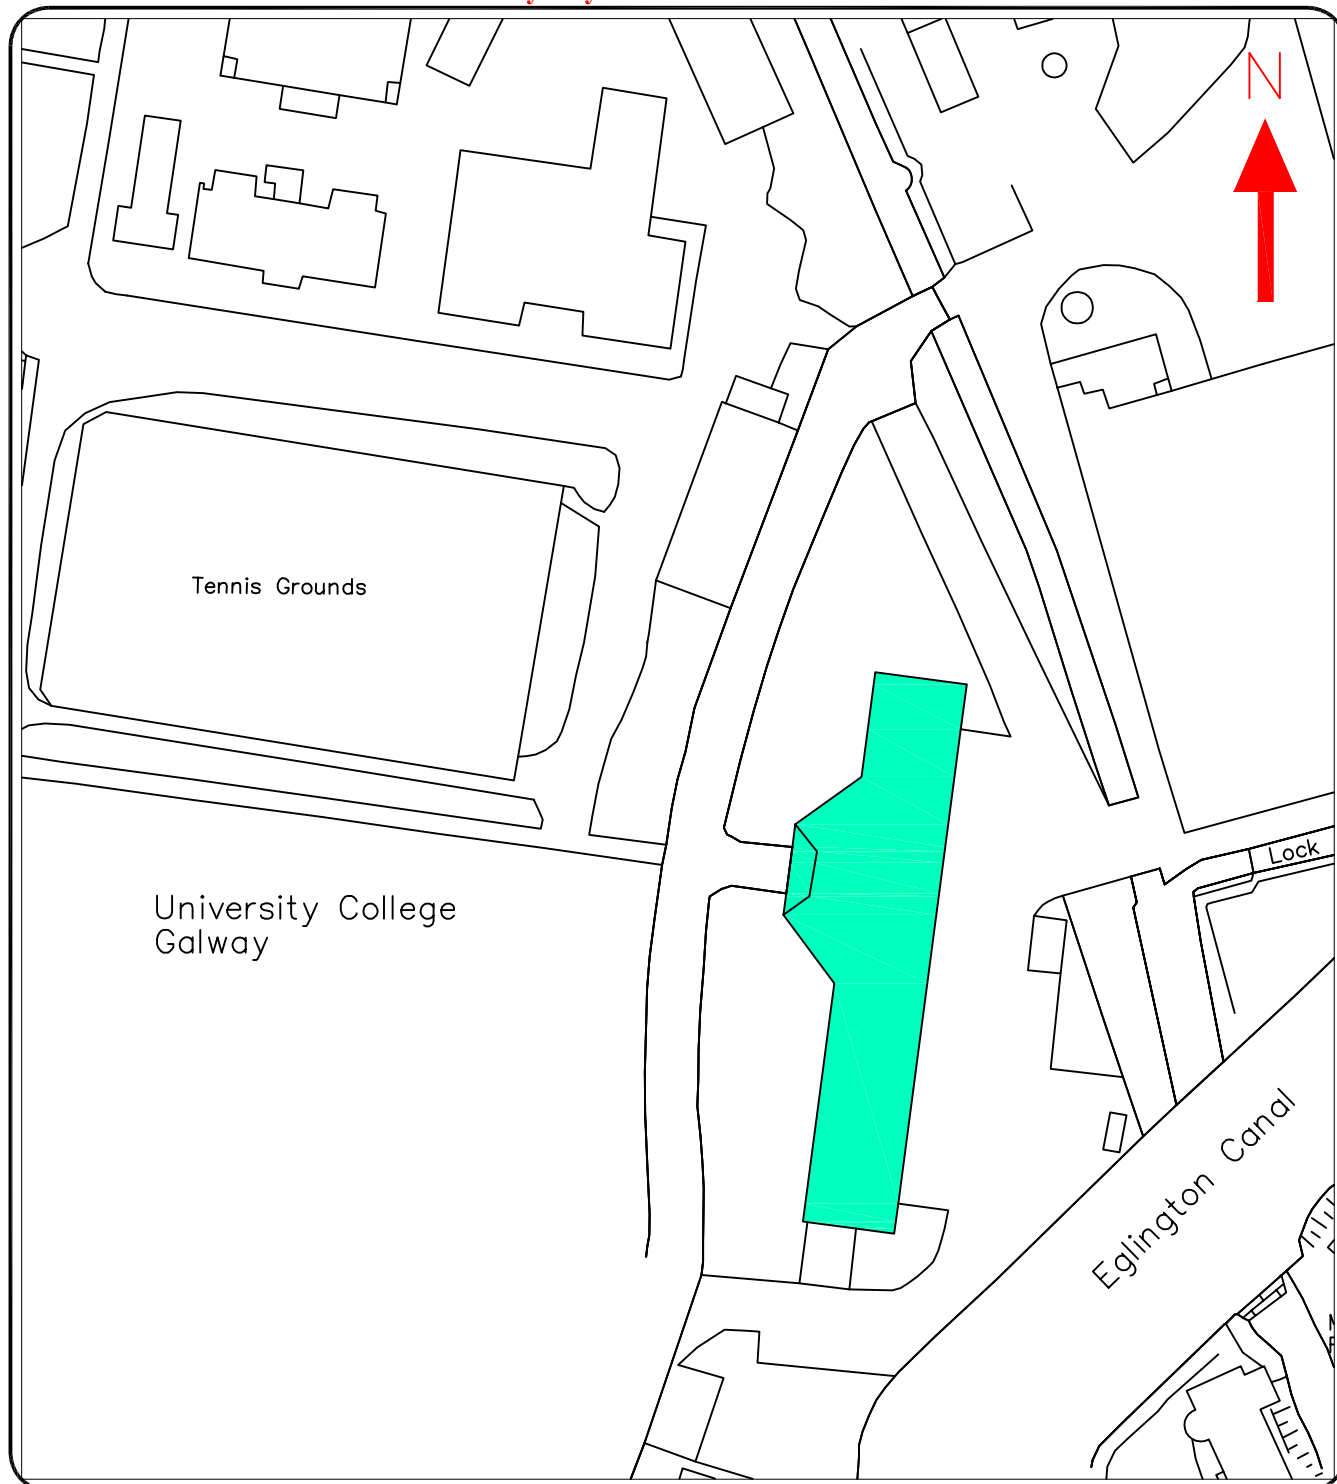 N
Tennis Grounds
Lock
University College
Galway
Eglington Canal